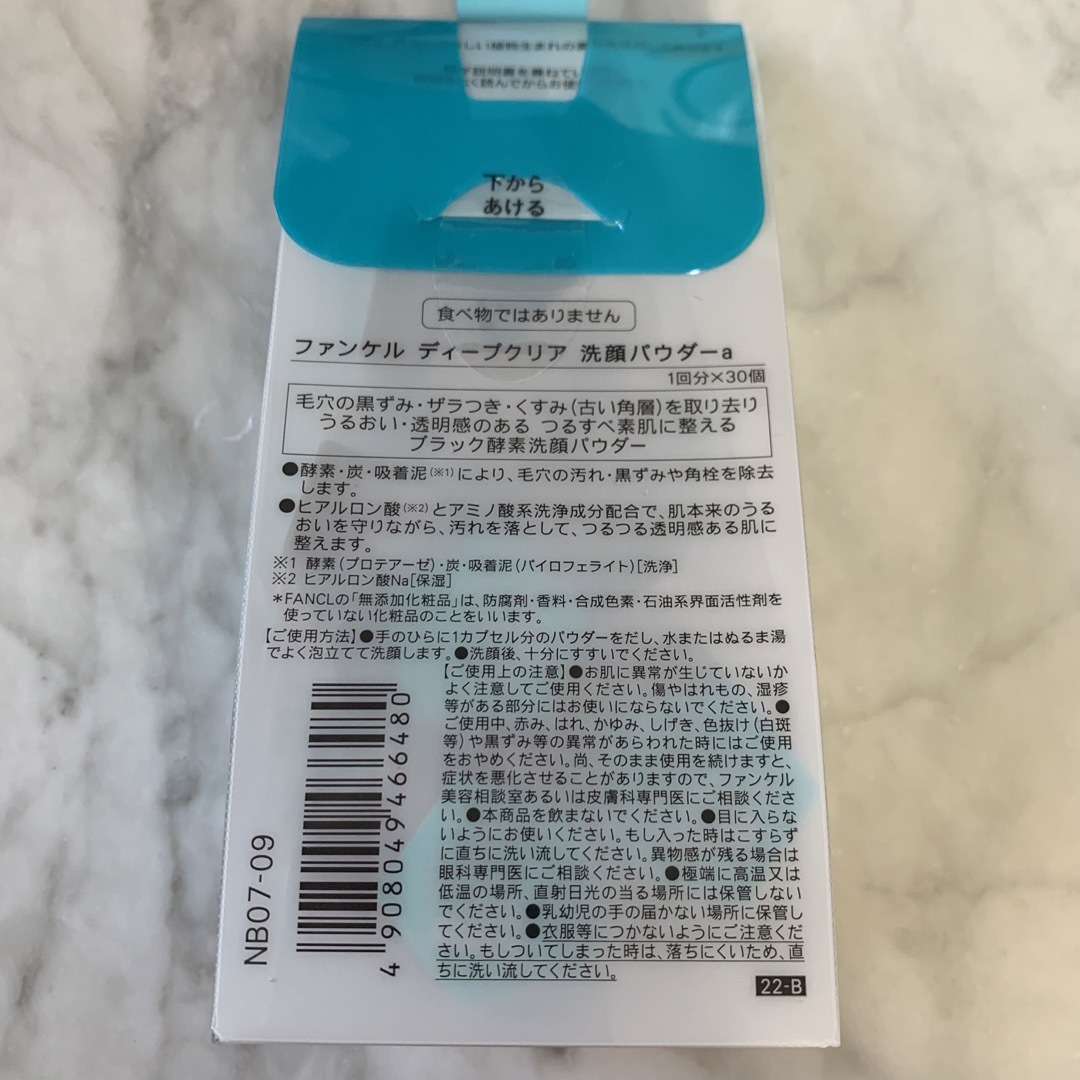 しい植物生まれの
説明書を兼ねてい
読んでからお使
下から
あける
食べ物ではありません
ファンケル ディープクリア 洗顔パウダーa
1回分×30個
毛穴の黒ずみ・ザラつき・くすみ(古い角層)を取り去り
うるおい・透明感のある つるすべ素肌に整える
ブラック酵素洗顔パウダー
●酵素・炭・吸着泥(※1)により、毛穴の汚れ・黒ずみや角栓を除去
します。
●ヒアルロン酸(※2)とアミノ酸系洗浄成分配合で、肌本来のうる
おいを守りながら、汚れを落として、つるつる透明感ある肌に
整えます。
※1 酵素(プロテアーゼ)・炭・吸着泥(パイロフェライト)[洗浄]
※2 ヒアルロン酸Na[保湿]
*FANCLの「無添加化粧品」は、防腐剤・香料・合成色素・石油系界面活性剤を
使っていない化粧品のことをいいます。
【ご使用方法】●手のひらに1カプセル分のパウダーをだし、水またはぬるま湯
でよく泡立てて洗顔します。●洗顔後、十分にすすいでください。
【ご使用上の注意】●お肌に異常が生じていないか
よく注意してご使用ください。傷やはれもの、湿疹
等がある部分にはお使いにならないでください。●
ご使用中、赤み、はれ、かゆみ、しげき、色抜け(白斑
等)や黒ずみ等の異常があらわれた時にはご使用
をおやめください。尚、そのまま使用を続けますと、
症状を悪化させることがありますので、ファンケル
美容相談室あるいは皮膚科専門医にご相談くださ
い。●本商品を飲まないでください。●目に入らな
いようにお使いください。もし入った時はこすらず
に直ちに洗い流してください。異物感が残る場合は
眼科専門医にご相談ください。●極端に高温又は
低温の場所、直射日光の当る場所には保管しない
でください。●乳幼児の手の届かない場所に保管し
てください。●衣服等につかないようにご注意くだ
さい。もしついてしまった時は、落ちにくいため、直
ちに洗い流してください。
4 908049 466480
NB07-09
22-B